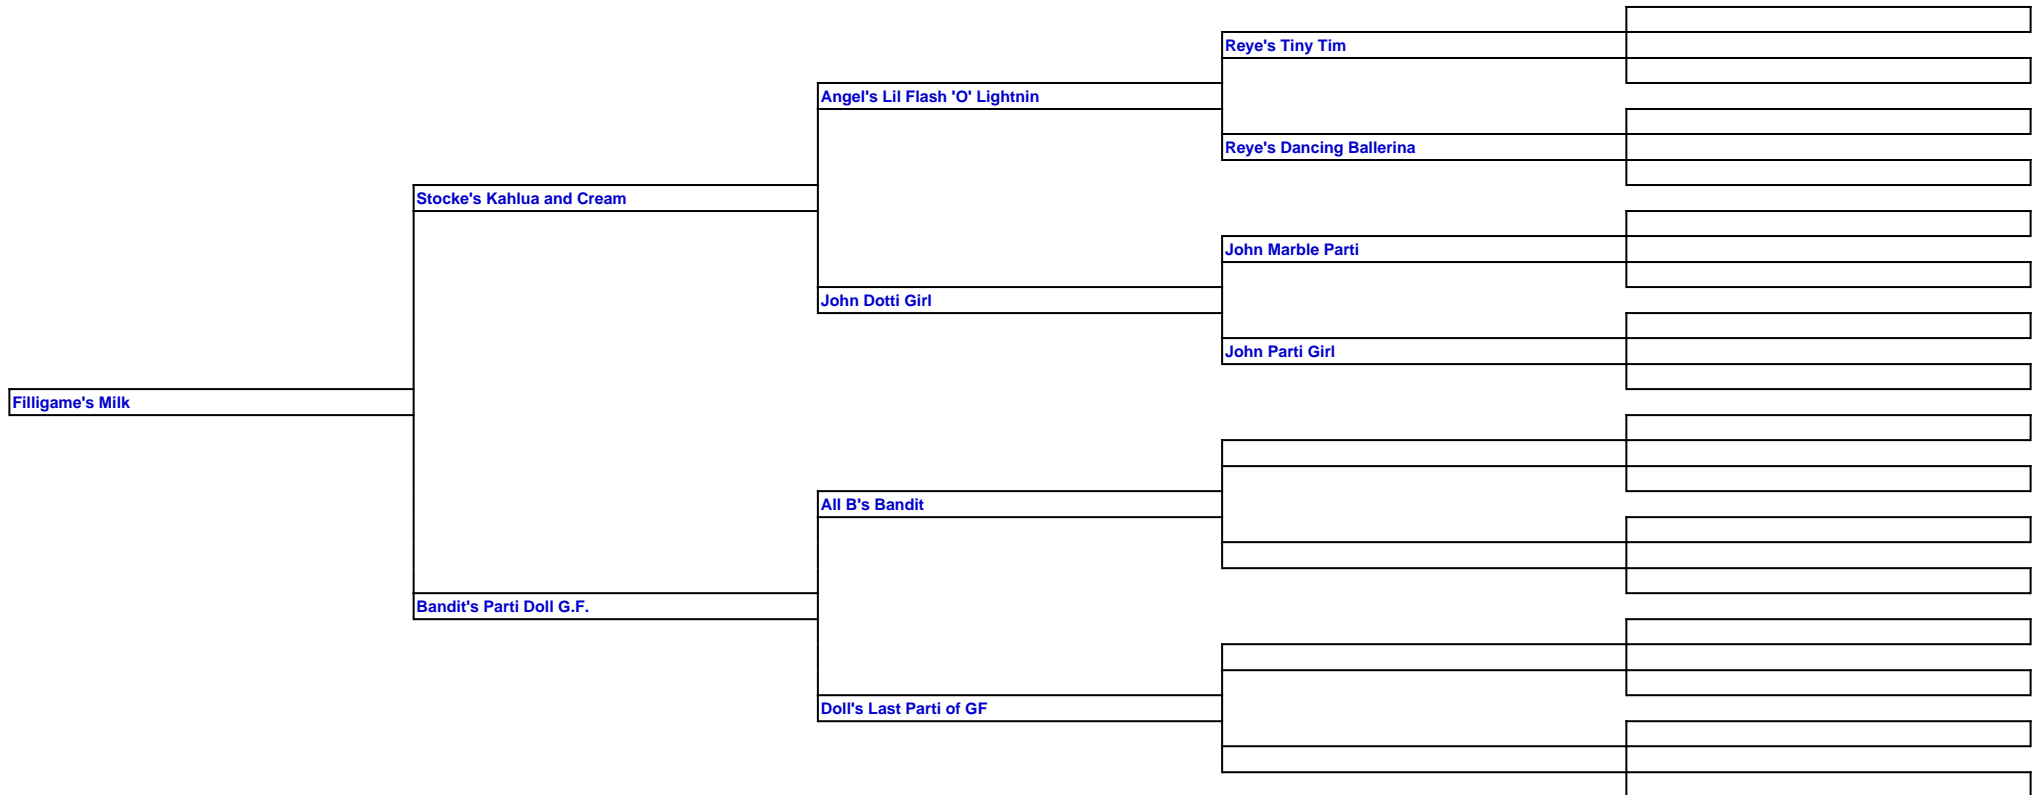 Reye's Tiny Tim
Angel's Lil Flash 'O' Lightnin
Reye's Dancing Ballerina
Stocke's Kahlua and Cream
John Marble Parti
John Dotti Girl
John Parti Girl
Filligame's Milk
All B's Bandit
Bandit's Parti Doll G.F.
Doll's Last Parti of GF